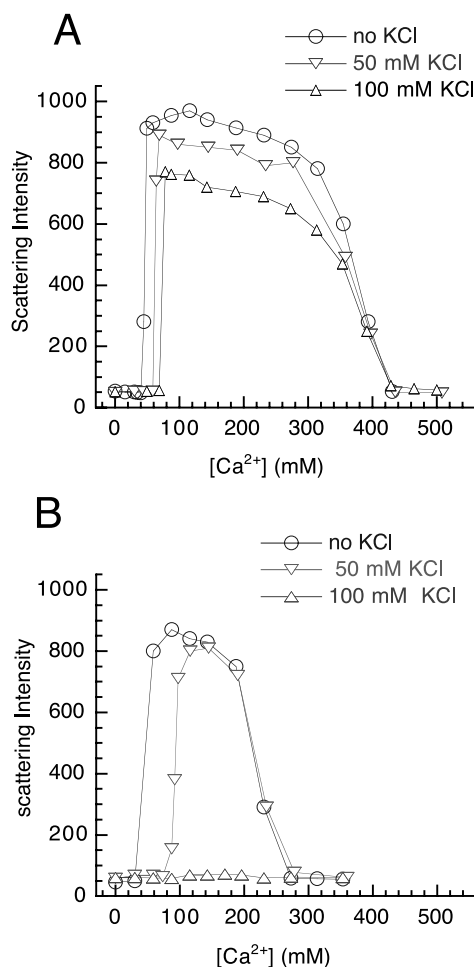 A
no KCl
50 mM KCl
100 mM KCl
1000
800
600
400
200
0
Scattering Intensity
0 100 200 300 400 500
[Ca²⁺] (mM)
B
no KCl
50 mM KCl
100 mM KCl
1000
800
600
400
200
0
scattering Intensity
0 100 200 300 400 500
[Ca²⁺] (mM)